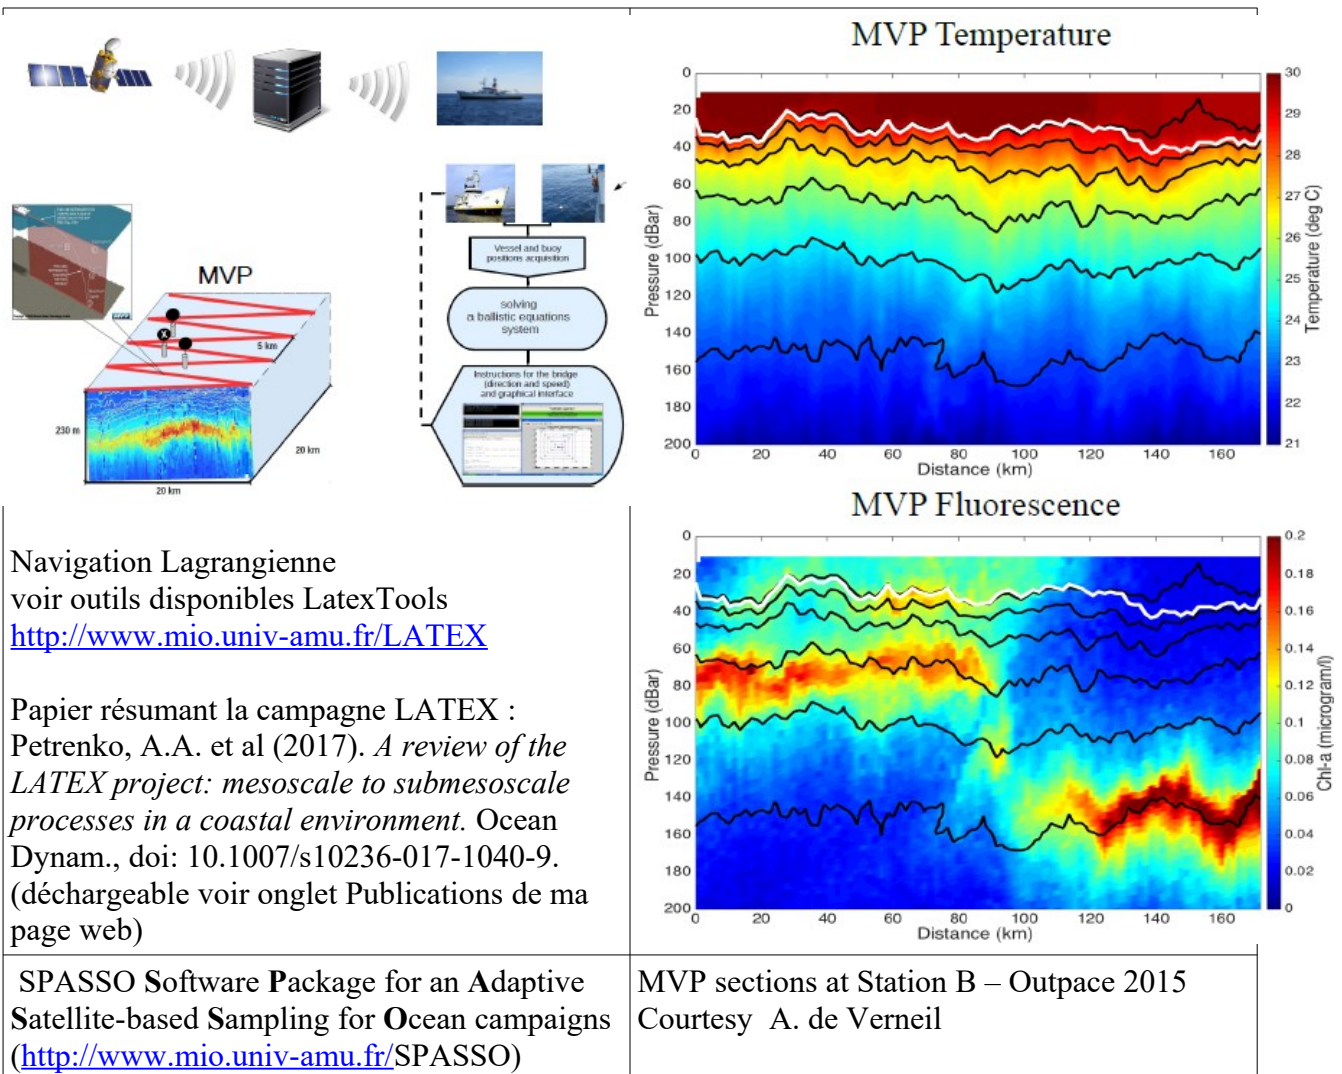 MVP
5 km
230 m
20 km
20 km
Vessel and buoy
positions acquisition
solving
a ballistic equations
system
Instructions for the bridge
(direction and speed)
and graphical interface
Navigation Lagrangienne
voir outils disponibles LatexTools
http://www.mio.univ-amu.fr/LATEX
Papier résumant la campagne LATEX :
Petrenko, A.A. et al (2017). A review of the
LATEX project: mesoscale to submesoscale
processes in a coastal environment. Ocean
Dynam., doi: 10.1007/s10236-017-1040-9.
(déchargeable voir onglet Publications de ma
page web)
MVP Temperature
0
20
40
60
80
100
120
140
160
180
200
Pressure (dBar)
0 20 40 60 80 100 120 140 160
Distance (km)
30
29
28
27
26
25
24
23
22
21
Temperature (deg C)
MVP Fluorescence
0
20
40
60
80
100
120
140
160
180
200
Pressure (dBar)
0 20 40 60 80 100 120 140 160
Distance (km)
0.2
0.18
0.16
0.14
0.12
0.1
0.08
0.06
0.04
0.02
0
Chl-a (microgram/l)
SPASSO Software Package for an Adaptive
Satellite-based Sampling for Ocean campaigns
(http://www.mio.univ-amu.fr/SPASSO)
MVP sections at Station B – Outpace 2015
Courtesy A. de Verneil